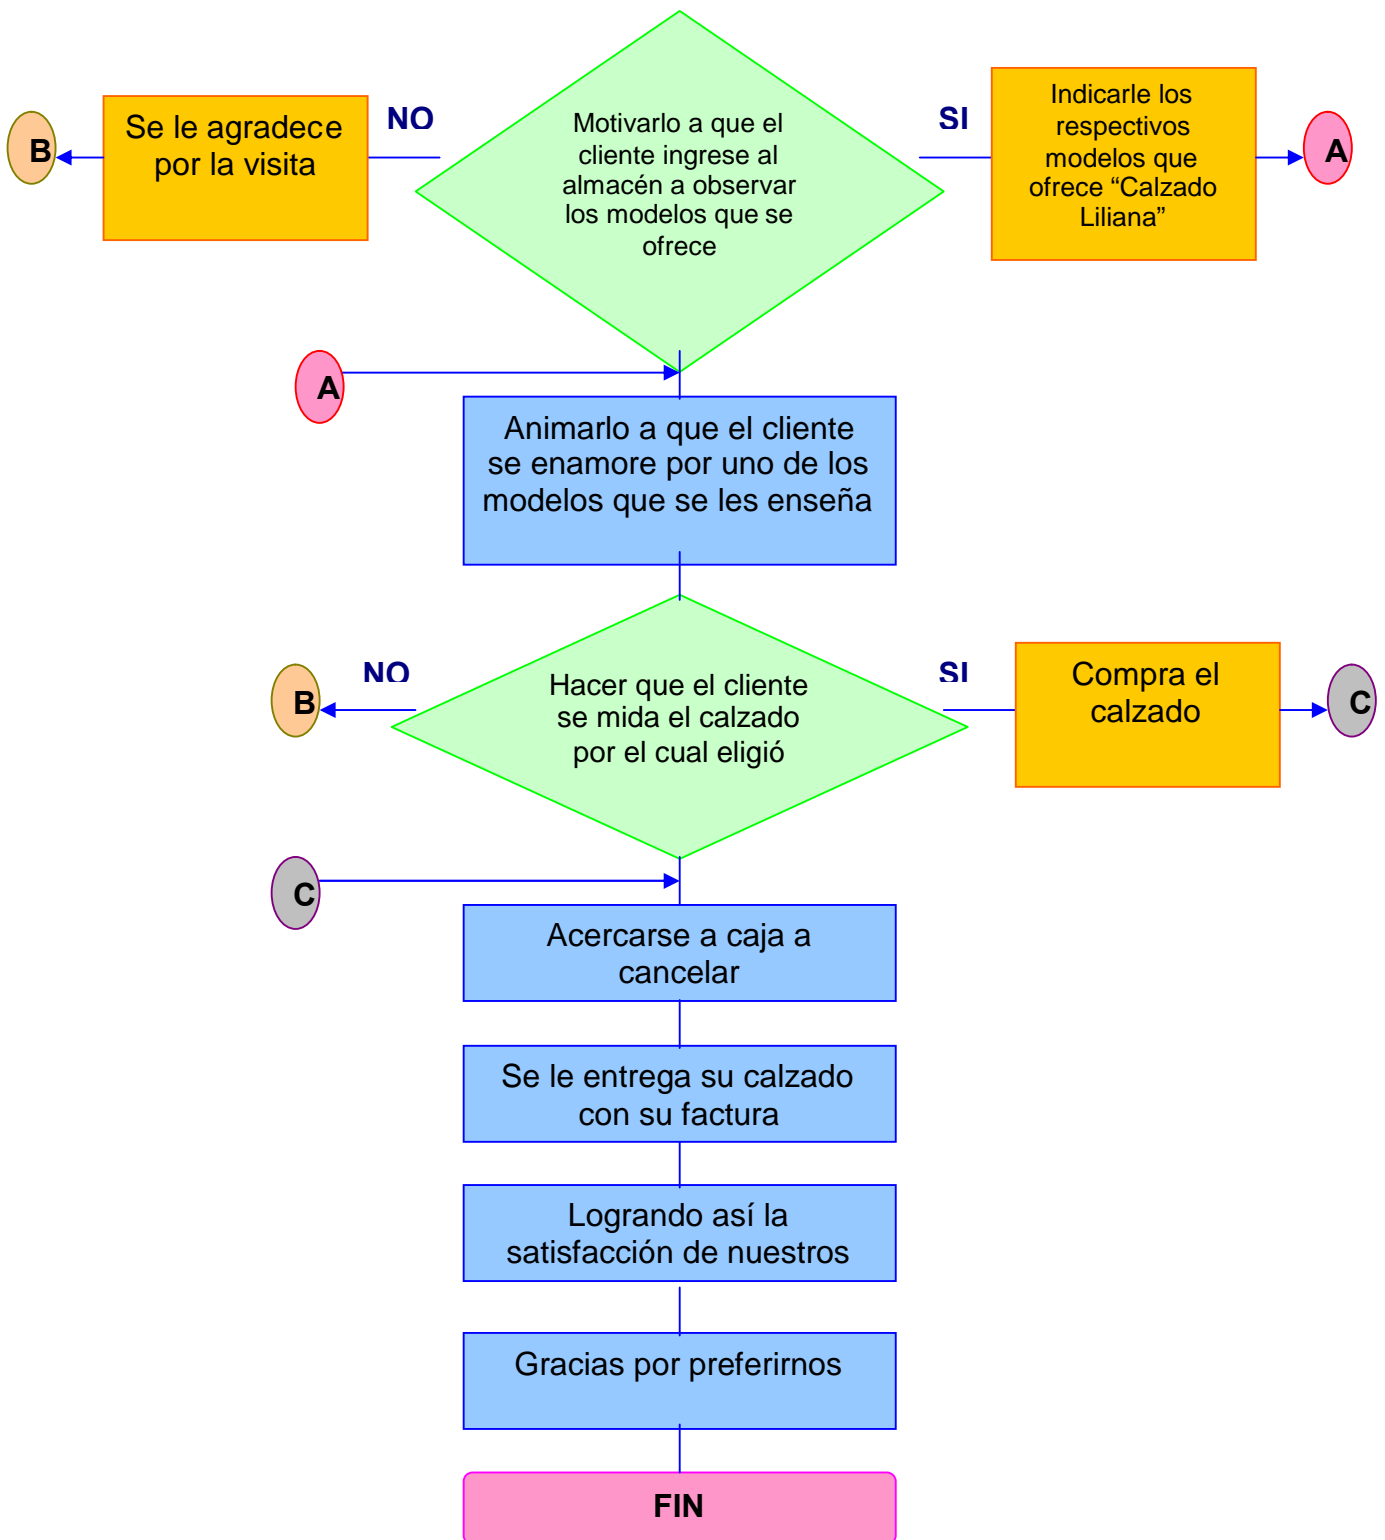 B
Se le agradece
por la visita
NO
Motivarlo a que el
cliente ingrese al
almacén a observar
los modelos que se
ofrece
SI
Indicarle los
respectivos
modelos que
ofrece “Calzado
Liliana”
A
A
Animarlo a que el cliente
se enamore por uno de los
modelos que se les enseña
B
NO
Hacer que el cliente
se mida el calzado
por el cual eligió
SI
Compra el
calzado
C
C
Acercarse a caja a
cancelar
Se le entrega su calzado
con su factura
Logrando así la
satisfacción de nuestros
Gracias por preferirnos
FIN